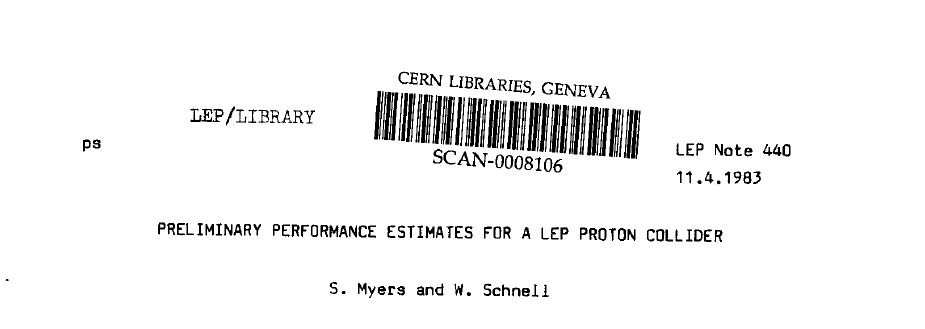 CERN LIBRARIES, GENEVA
LEP/LIBRARY
ps
SCAN-0008106
LEP Note 440
11.4.1983
PRELIMINARY PERFORMANCE ESTIMATES FOR A LEP PROTON COLLIDER
S. Myers and W. Schnell